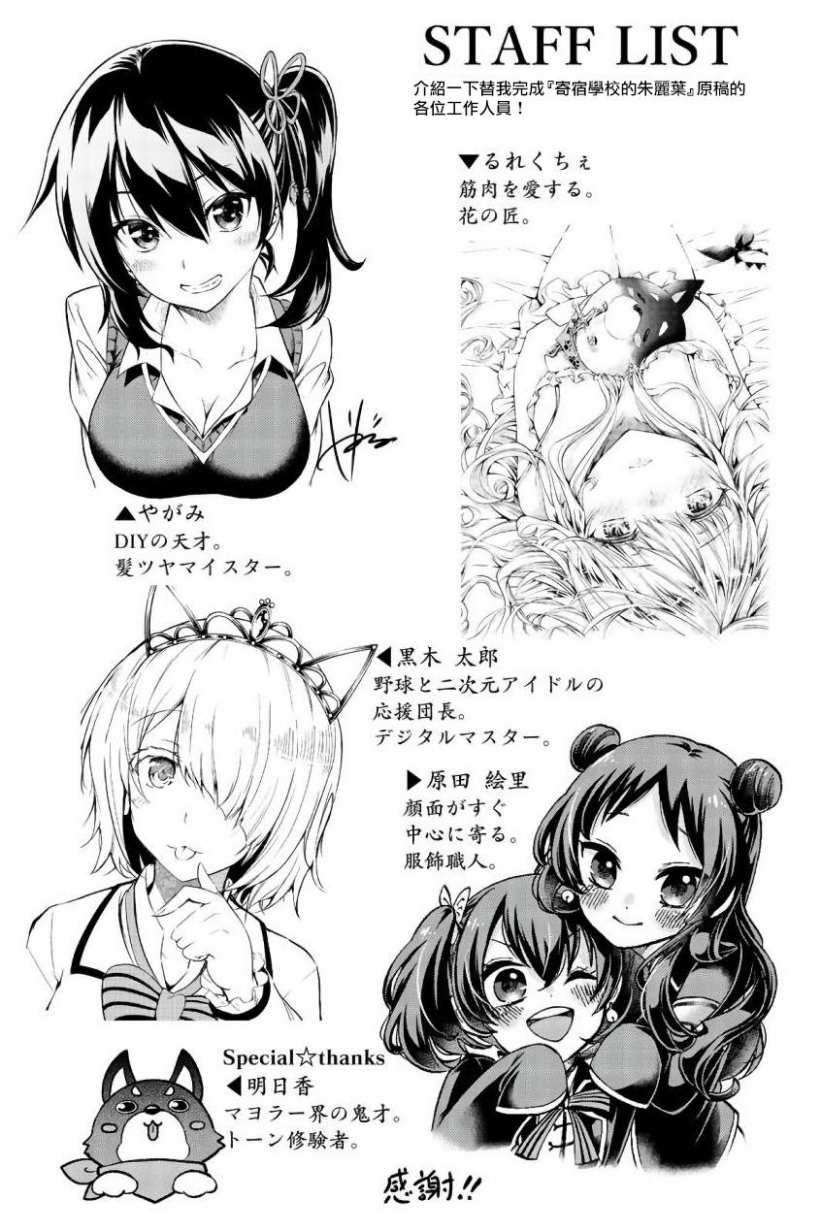 STAFF LIST
介紹一下替我完成『寄宿學校的朱麗葉』原稿的
各位工作人員！
▼るれくちぇ
筋肉を愛する。
花の匠。
▲やがみ
DIYの天才。
髪ツヤマイスター。
◀黒木 太郎
野球と二次元アイドルの
応援団長。
デジタルマスター。
▶原田 絵里
顔面がすぐ
中心に寄る。
服飾職人。
Special☆thanks
◀明日香
マヨラー界の鬼才。
トーン修験者。
感謝!!